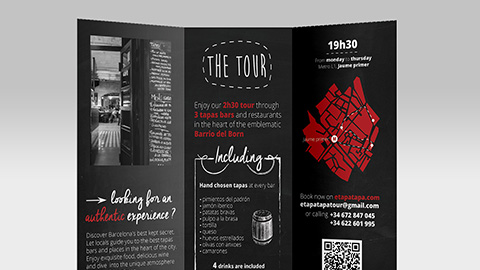 looking for an
authentic experience ?
Discover Barcelona's best kept secret.
Let locals guide you to the best tapas
bars and places in the heart of the city.
Enjoy exquisite food, delicious wine
and dive into the unique atmosphere
THE TOUR
Enjoy our 2h30 tour through
3 tapas bars and restaurants
in the heart of the emblematic
Barrio del Born
Including
Hand chosen tapas at every bar
• pimientos del padrón
• jamón iberico
• patatas bravas
• pulpo a la brasa
• tortilla
• queso
• huevos estrellados
• olivas con anxoves
• camarones
4 drinks are included
19h30
From monday to thursday
Metro L1, Jaume primer
jaume primer
Book now on etapatapa.com
etapatapatour@gmail.com
or calling +34 672 847 045
+34 622 601 995